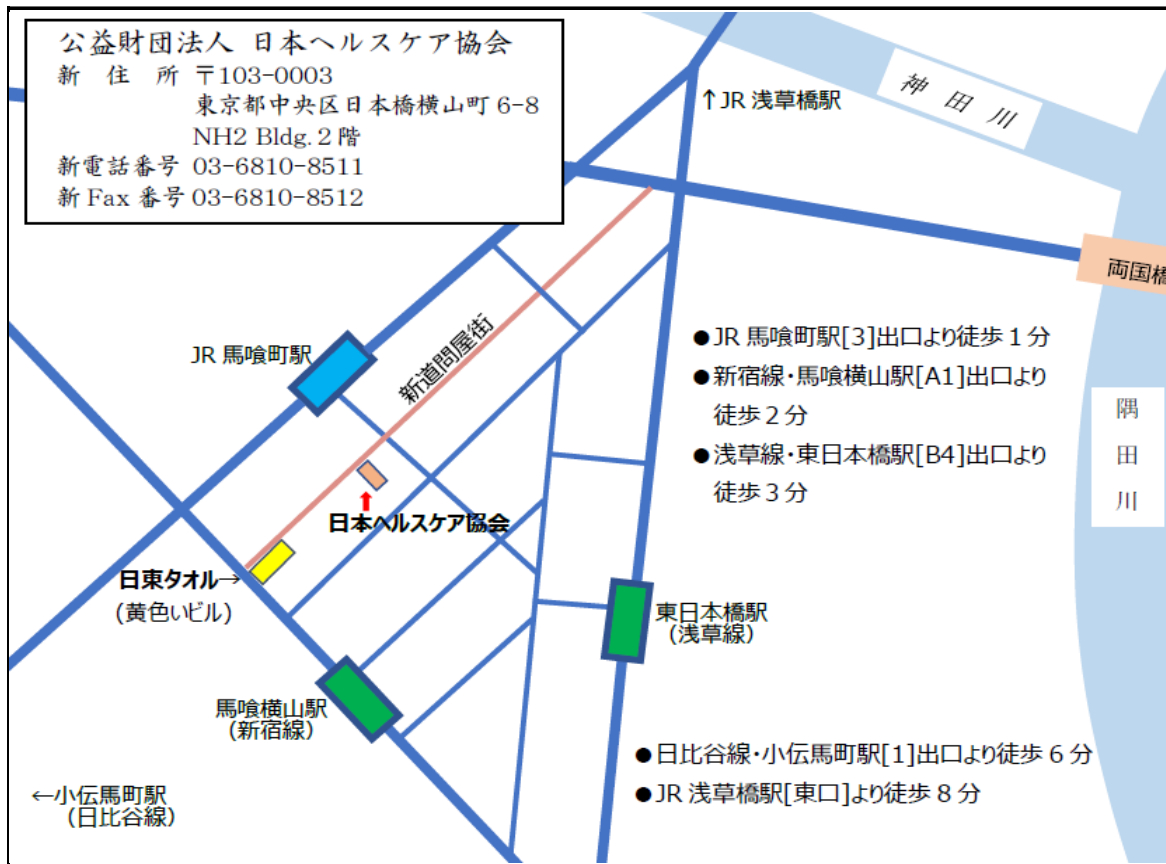 公益財団法人 日本ヘルスケア協会
新 住 所 〒103-0003
東京都中央区日本橋横山町 6-8
NH2 Bldg.2階
新電話番号 03-6810-8511
新 Fax 番号 03-6810-8512
↑JR 浅草橋駅
神田川
両国橋
JR 馬喰町駅
新道問屋街
●JR 馬喰町駅[3]出口より徒歩 1 分
●新宿線・馬喰横山駅[A1]出口より
徒歩 2 分
●浅草線・東日本橋駅[B4]出口より
徒歩 3 分
隅
田
川
日本ヘルスケア協会
日東タオル→
(黄色いビル)
東日本橋駅
(浅草線)
馬喰横山駅
(新宿線)
●日比谷線・小伝馬町駅[1]出口より徒歩 6 分
●JR 浅草橋駅[東口]より徒歩 8 分
←小伝馬町駅
(日比谷線)